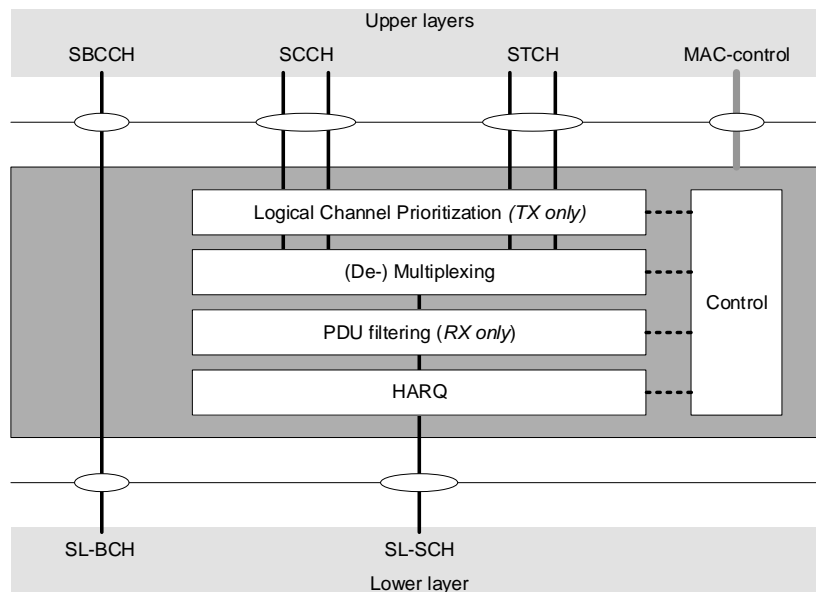 Upper layers
SBCCH SCCH STCH MAC-control
Logical Channel Prioritization (TX only)
(De-) Multiplexing
Control
PDU filtering (RX only)
HARQ
SL-BCH SL-SCH
Lower layer